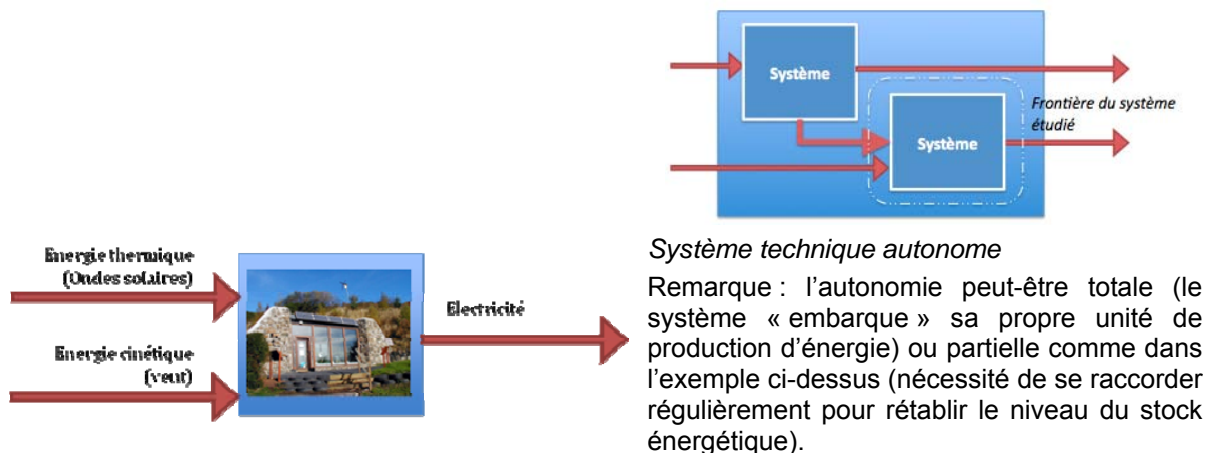 Système
Système
Frontière du système
étudié
Energie thermique
(Ondes solaires)
Energie cinétique
(vent)
Electricité
Système technique autonome
Remarque : l'autonomie peut-être totale (le
système « embarque » sa propre unité de
production d'énergie) ou partielle comme dans
l'exemple ci-dessus (nécessité de se raccorder
régulièrement pour rétablir le niveau du stock
énergétique).